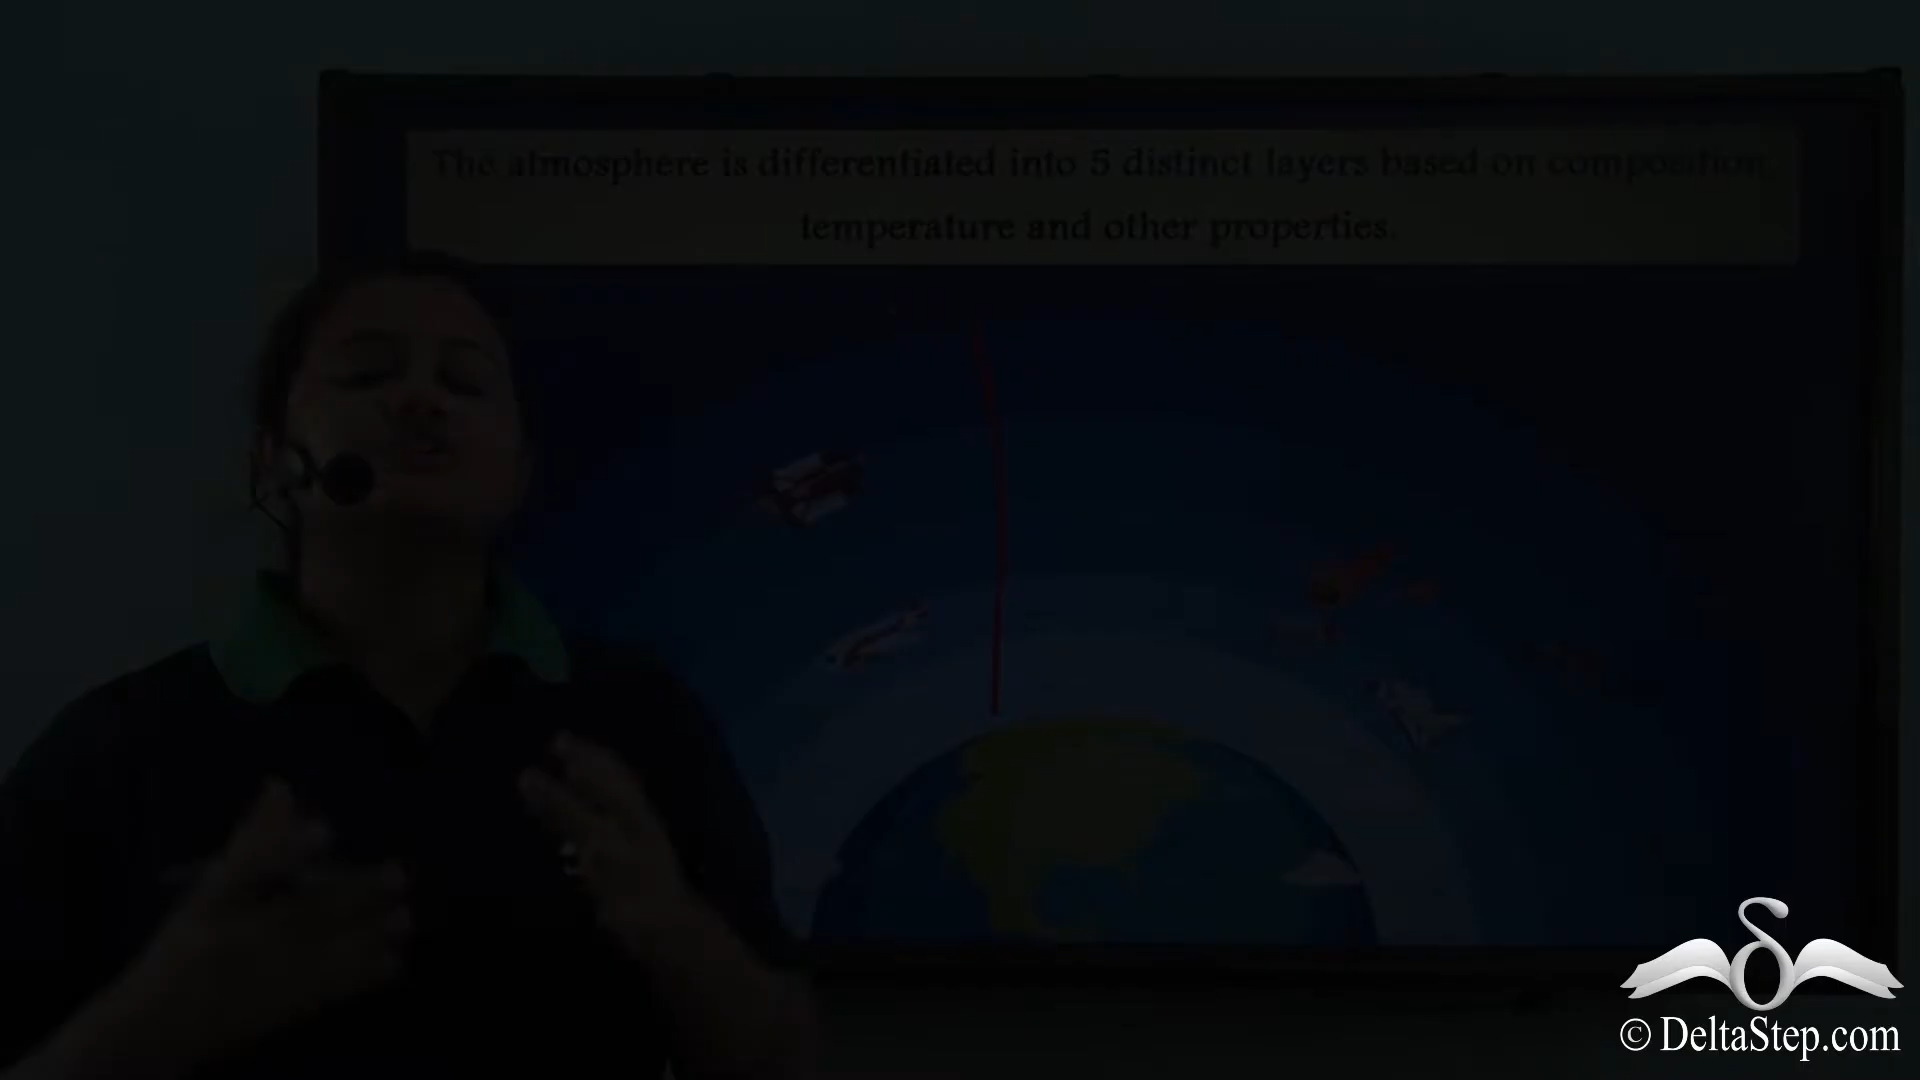 The atmosphere is differentiated into 5 distinct layers based on composition,
temperature and other properties.
© DeltaStep.com